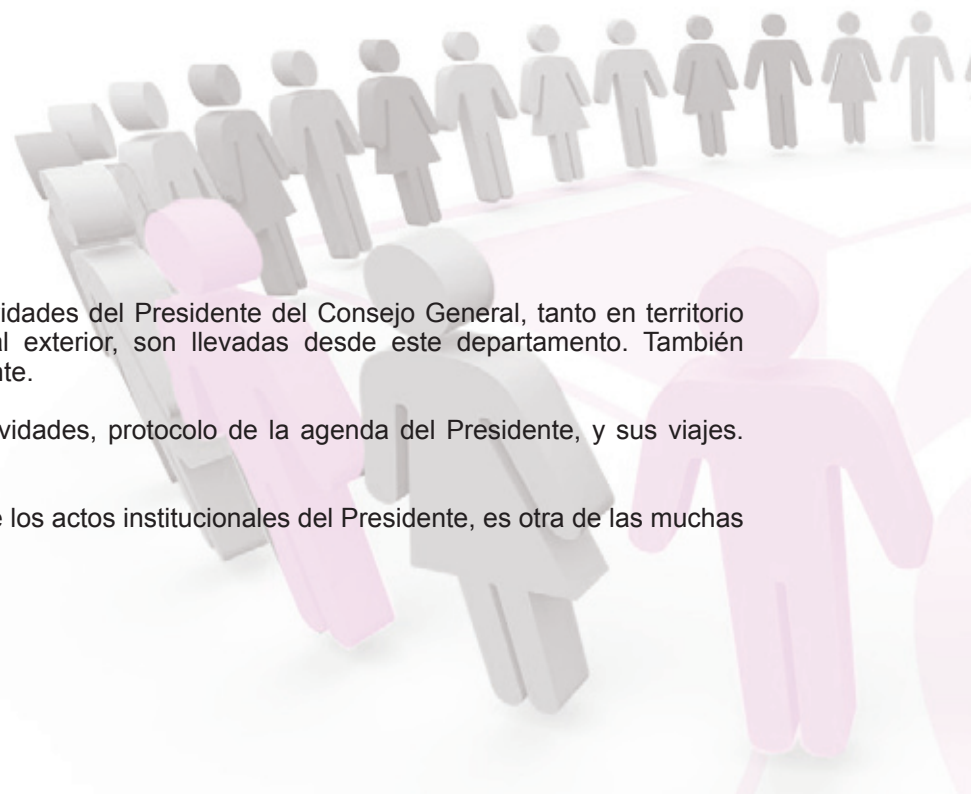 idades del Presidente del Consejo General, tanto en territorio
al exterior, son llevadas desde este departamento. También
nte.
vidades, protocolo de la agenda del Presidente, y sus viajes.
e los actos institucionales del Presidente, es otra de las muchas